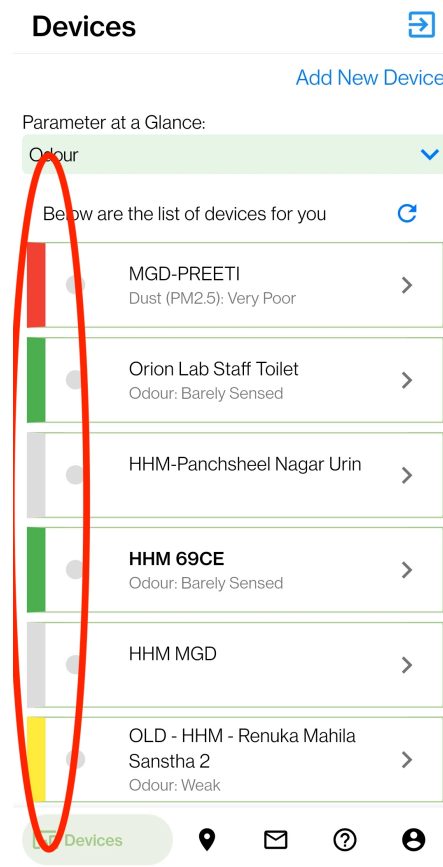 Devices
Add New Device
Parameter at a Glance:
Odour
Below are the list of devices for you
MGD-PREETI
Dust (PM2.5): Very Poor
Orion Lab Staff Toilet
Odour: Barely Sensed
HHM-Panchsheel Nagar Urin
HHM 69CE
Odour: Barely Sensed
HHM MGD
OLD - HHM - Renuka Mahila
Sanstha 2
Odour: Weak
Devices